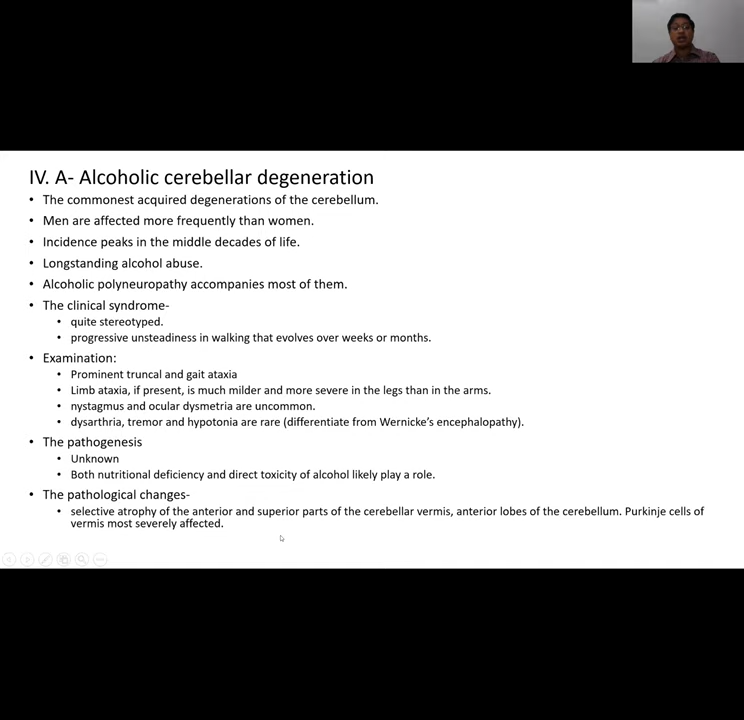 IV. A- Alcoholic cerebellar degeneration
• The commonest acquired degenerations of the cerebellum.
• Men are affected more frequently than women.
• Incidence peaks in the middle decades of life.
• Longstanding alcohol abuse.
• Alcoholic polyneuropathy accompanies most of them.
• The clinical syndrome-
• quite stereotyped.
• progressive unsteadiness in walking that evolves over weeks or months.
• Examination:
• Prominent truncal and gait ataxia
• Limb ataxia, if present, is much milder and more severe in the legs than in the arms.
• nystagmus and ocular dysmetria are uncommon.
• dysarthria, tremor and hypotonia are rare (differentiate from Wernicke's encephalopathy).
• The pathogenesis
• Unknown
• Both nutritional deficiency and direct toxicity of alcohol likely play a role.
• The pathological changes-
• selective atrophy of the anterior and superior parts of the cerebellar vermis, anterior lobes of the cerebellum. Purkinje cells of
vermis most severely affected.